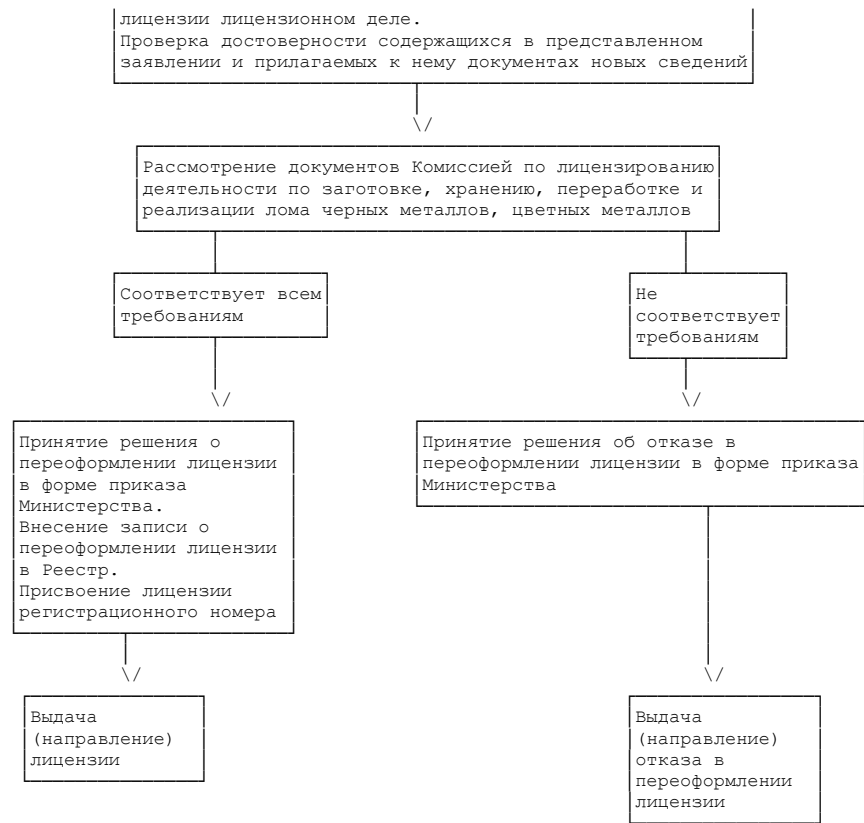 лицензии лицензионном деле.
Проверка достоверности содержащихся в представленном
заявлении и прилагаемых к нему документах новых сведений
Рассмотрение документов Комиссией по лицензированию
деятельности по заготовке, хранению, переработке и
реализации лома черных металлов, цветных металлов
Соответствует всем
требованиям
Не
соответствует
требованиям
Принятие решения о
переоформлении лицензии
в форме приказа
Министерства.
Внесение записи о
переоформлении лицензии
в Реестр.
Присвоение лицензии
регистрационного номера
Принятие решения об отказе в
переоформлении лицензии в форме приказа
Министерства
Выдача
(направление)
лицензии
Выдача
(направление)
отказа в
переоформлении
лицензии